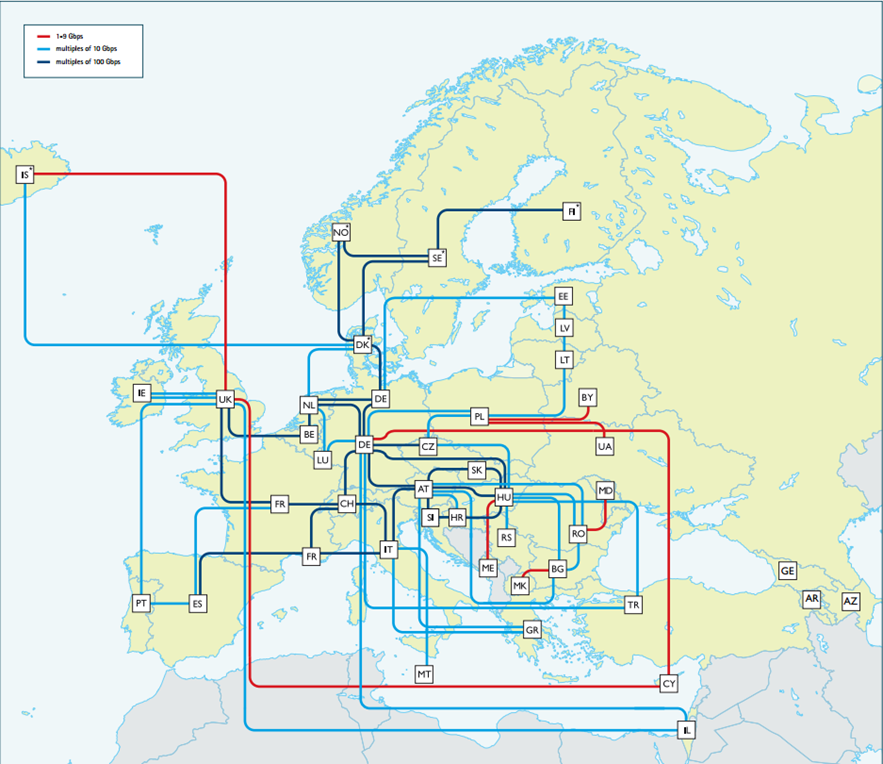 1-9 Gbps
multiples of 10 Gbps
multiples of 100 Gbps
IS*
FI*
NO*
SE*
EE
LV
DK*
LT
IE
UK
NL
DE
BY
PL
BE
DE
CZ
UA
LU
SK
AT
HU
MD
FR
CH
SI
HR
RO
RS
IT
FR
ME
BG
GE
MK
AR
AZ
PT
ES
TR
GR
MT
CY
IL